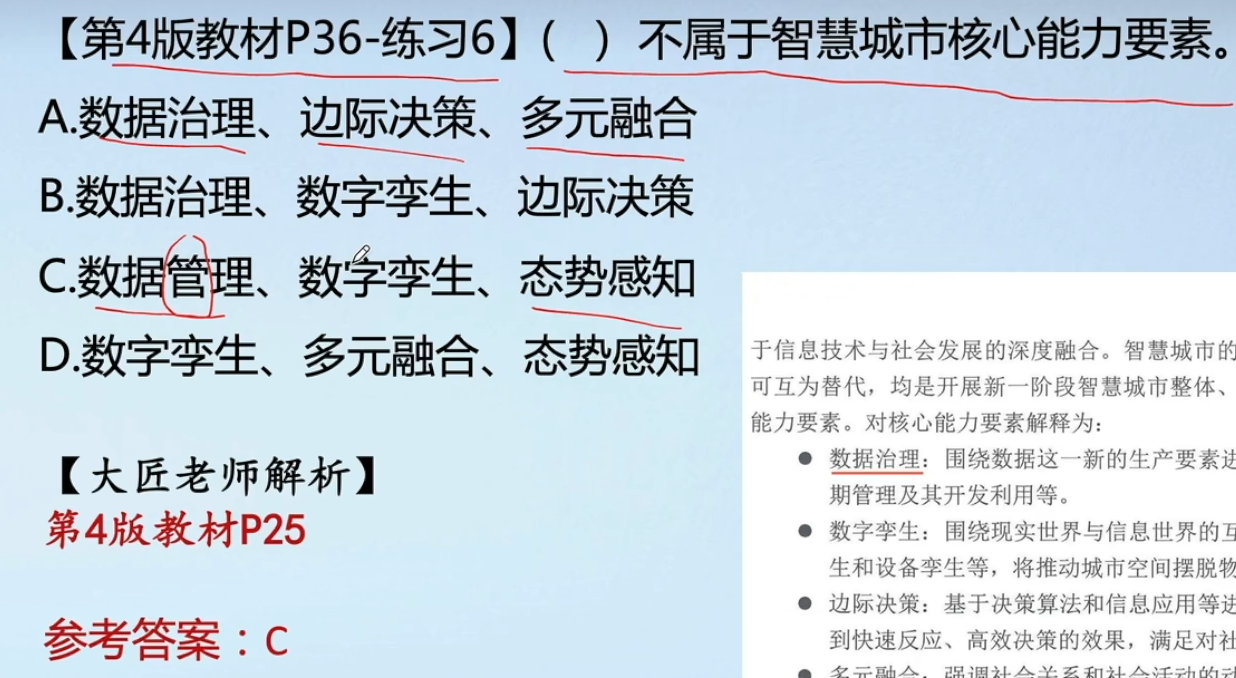 【第4版教材P36-练习6】（ ）不属于智慧城市核心能力要素。
A.数据治理、边际决策、多元融合
B.数据治理、数字孪生、边际决策
C.数据管理、数字孪生、态势感知
D.数字孪生、多元融合、态势感知
【大匠老师解析】
第4版教材P25
参考答案：C
于信息技术与社会发展的深度融合。智慧城市的
可互为替代，均是开展新一阶段智慧城市整体、
能力要素。对核心能力要素解释为：
● 数据治理：围绕数据这一新的生产要素进
期管理及其开发利用等。
● 数字孪生：围绕现实世界与信息世界的互
生和设备孪生等，将推动城市空间摆脱物
● 边际决策：基于决策算法和信息应用等进
到快速反应、高效决策的效果，满足对社
● 多元融合：强调社会关系和社会活动的动